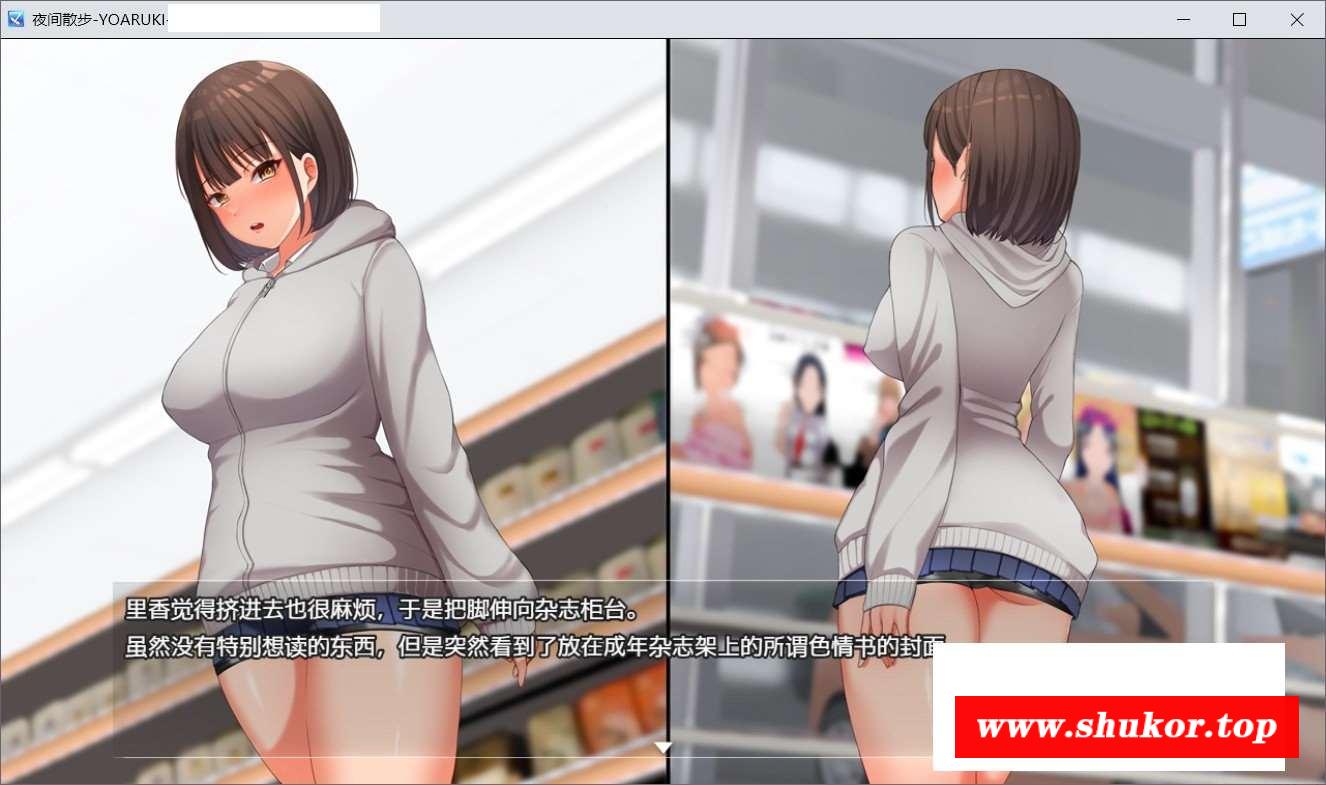 夜间散步-YOARUKI-
里香觉得挤进去也很麻烦，于是把脚伸向杂志柜台。
虽然没有特别想读的东西，但是突然看到了放在成年杂志架上的所谓色情书的封面
www.shukor.top